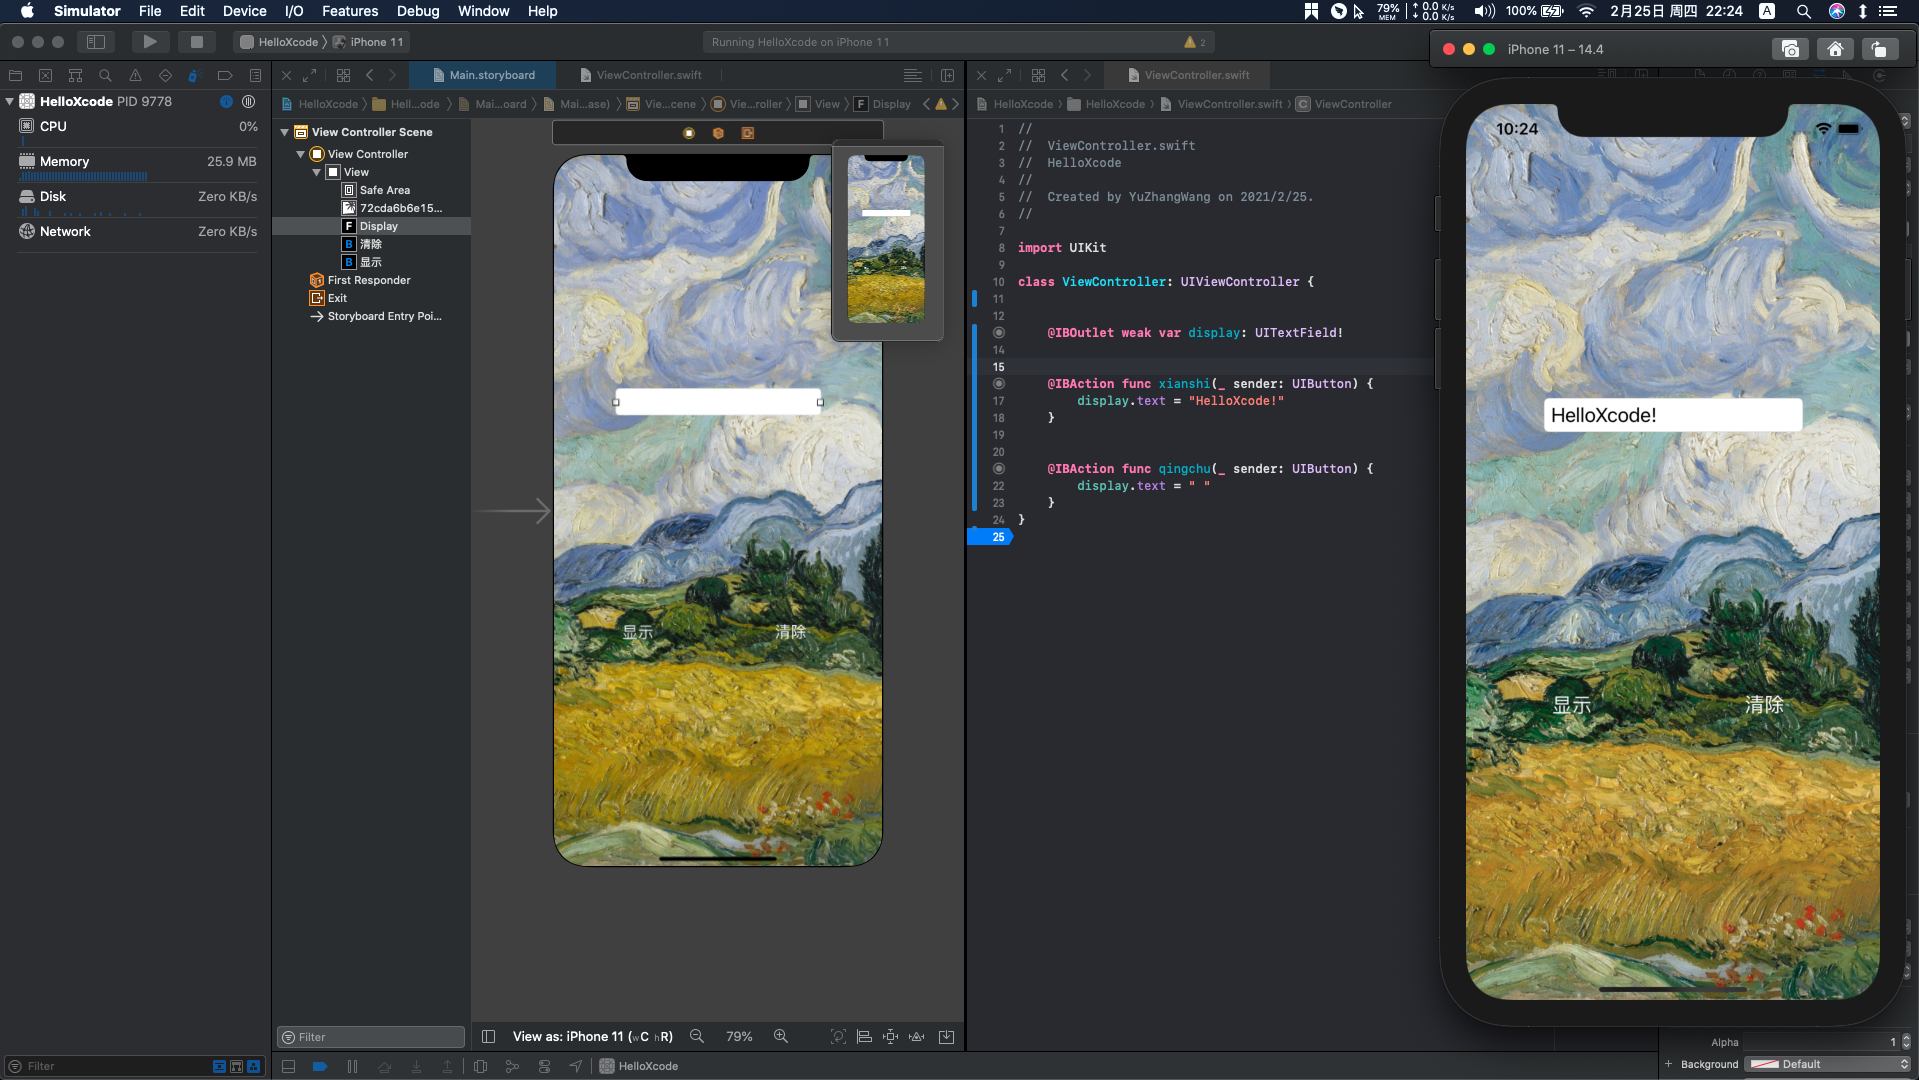 Simulator File Edit Device I/O Features Debug Window Help
79% MEM 0.0 K/s 0.0 K/s 100% 2月25日 周四 22:24 A
HelloXcode 〉 iPhone 11
Running HelloXcode on iPhone 11
2
iPhone 11 – 14.4
Main.storyboard
ViewController.swift
ViewController.swift
HelloXcode 〉 Hell...ode 〉 Mai...oard 〉 Mai...ase) 〉 Vie...cene 〉 Vie...roller 〉 View 〉 F Display
HelloXcode 〉 HelloXcode 〉 ViewController.swift 〉 C ViewController
HelloXcode PID 9778
CPU 0%
Memory 25.9 MB
Disk Zero KB/s
Network Zero KB/s
View Controller Scene
View Controller
View
Safe Area
72cda6b6e15...
F Display
B 清除
B 显示
First Responder
Exit
Storyboard Entry Poi...
显示 清除
1 //
2 //  ViewController.swift
3 //  HelloXcode
4 //
5 //  Created by YuZhangWang on 2021/2/25.
6 //
7
8 import UIKit
9
10 class ViewController: UIViewController {
11
12
@IBOutlet weak var display: UITextField!
14
15
@IBAction func xianshi(_ sender: UIButton) {
17 display.text = "HelloXcode!"
18 }
19
20
@IBAction func qingchu(_ sender: UIButton) {
22 display.text = " "
23 }
24 }
25
10:24
HelloXcode!
显示 清除
Filter
View as: iPhone 11 (wC hR)
79%
Filter
HelloXcode
Alpha 1
+ Background Default